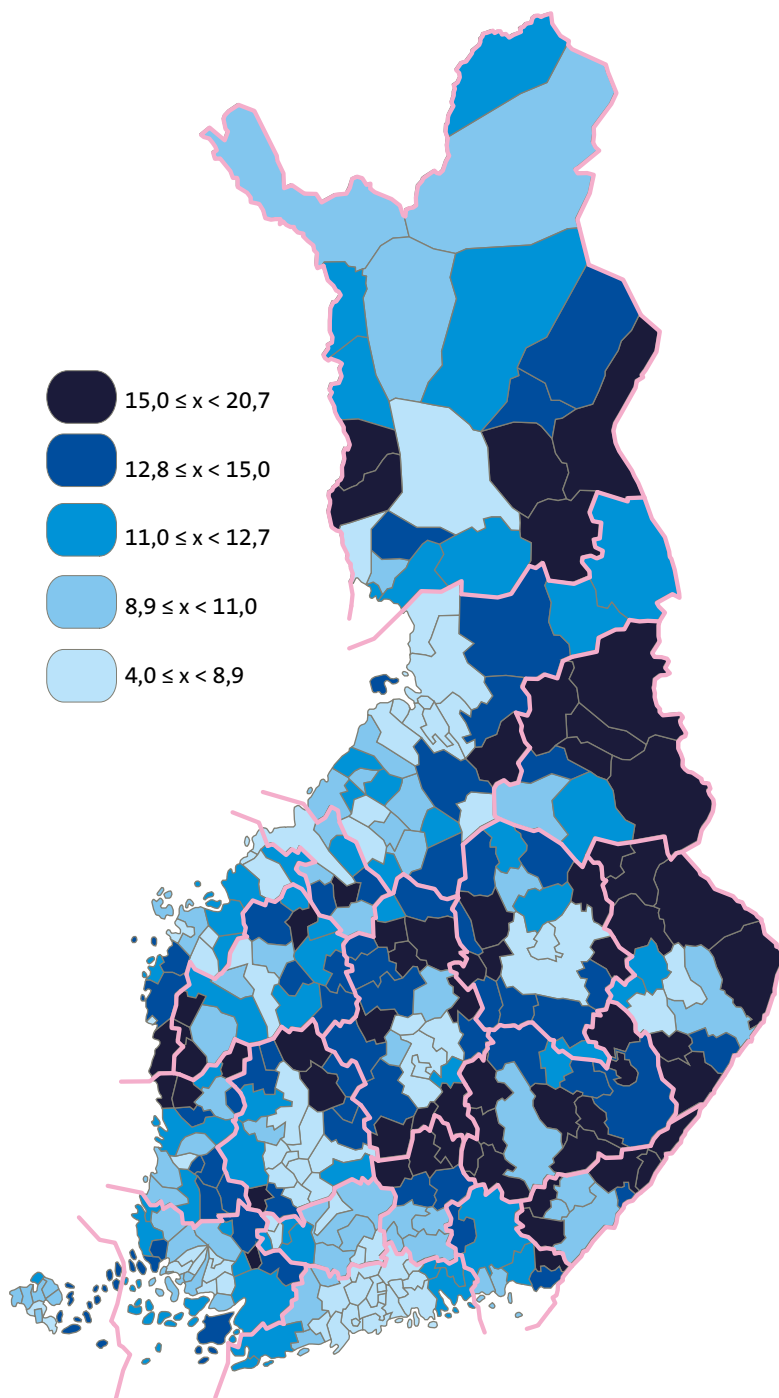 15,0 ≤ x < 20,7
12,8 ≤ x < 15,0
11,0 ≤ x < 12,7
8,9 ≤ x < 11,0
4,0 ≤ x < 8,9